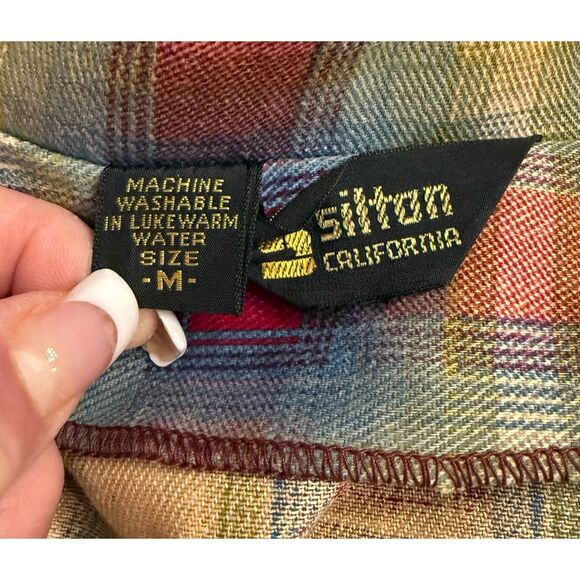 MACHINE
WASHABLE
IN LUKEWARM
WATER
SIZE
-M-
silton
CALIFORNIA